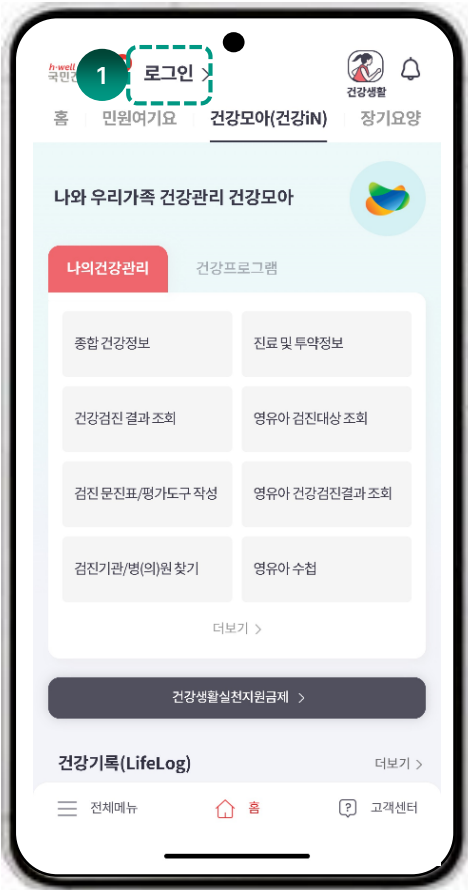 h-well
국민건
1
로그인 >
건강생활
홈 민원여기요 건강모아(건강iN) 장기요양
나와 우리가족 건강관리 건강모아
나의건강관리 건강프로그램
종합 건강정보 진료 및 투약정보
건강검진 결과 조회 영유아 검진대상 조회
검진 문진표/평가도구 작성 영유아 건강검진결과 조회
검진기관/병(의)원 찾기 영유아 수첩
더보기 >
건강생활실천지원금제 >
건강기록(LifeLog) 더보기 >
전체메뉴 홈 ? 고객센터